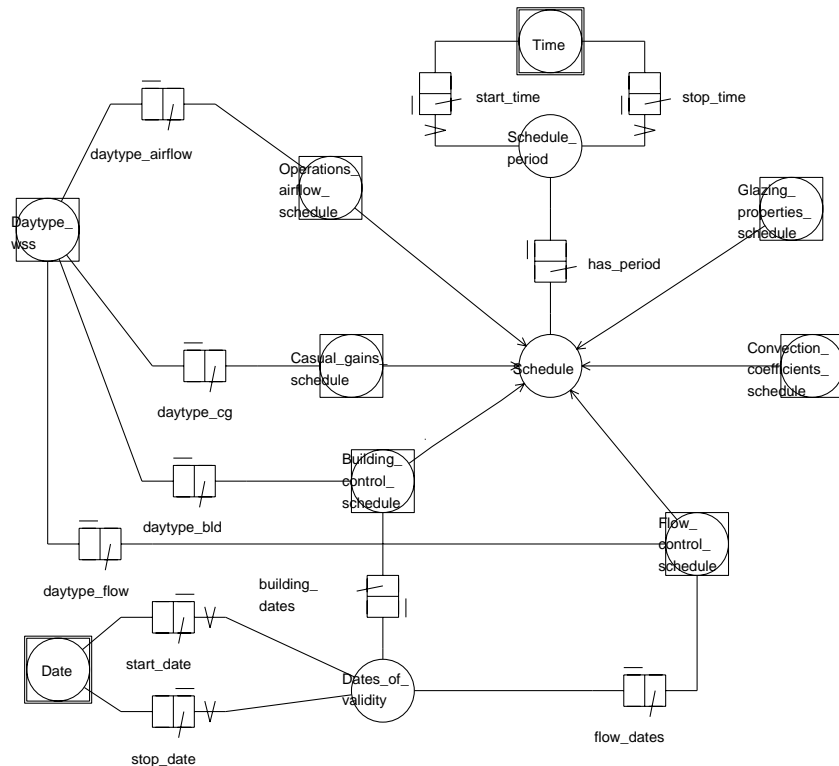 Time
start_time
stop_time
Schedule_
period
daytype_airflow
Operations_
airflow_
schedule
Glazing_
properties_
schedule
Daytype_
wss
has_period
Casual_gains_
schedule
Schedule
Convection_
coefficients_
schedule
daytype_cg
Building_
control_
schedule
daytype_bld
Flow_
control_
schedule
daytype_flow
building_
dates
Date
start_date
Dates_of_
validity
stop_date
flow_dates